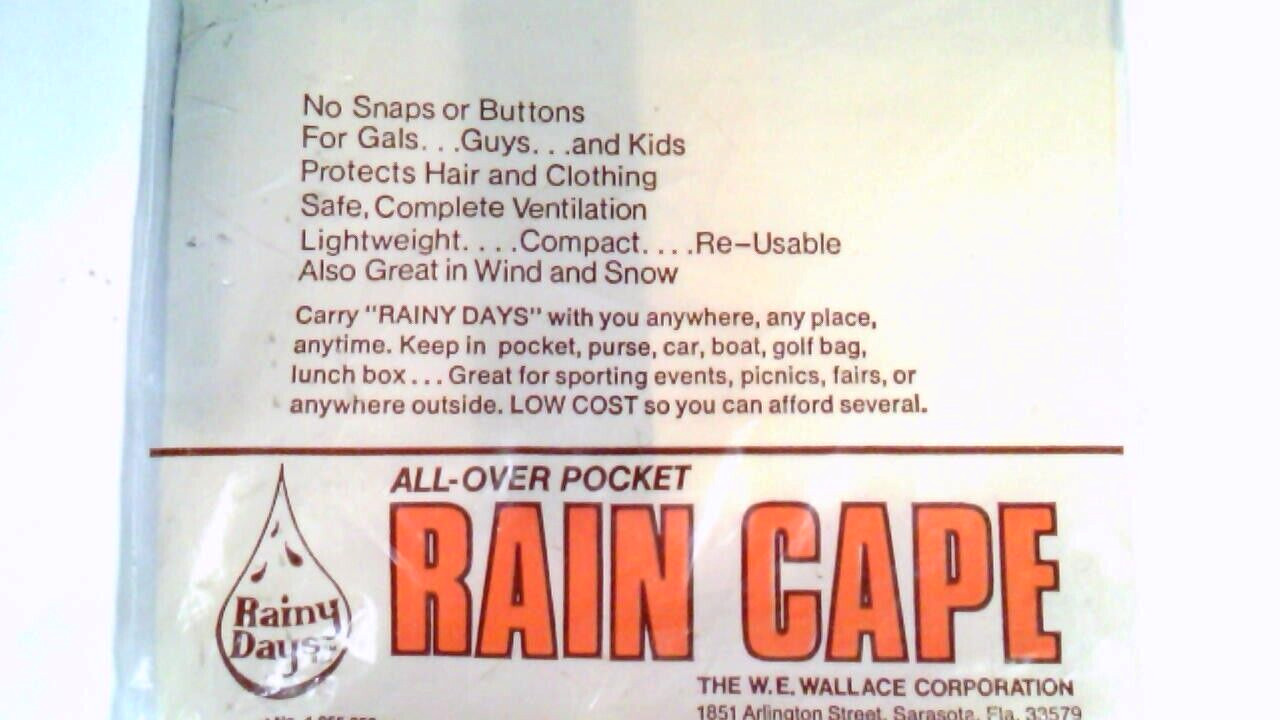 No Snaps or Buttons
For Gals. . .Guys. . .and Kids
Protects Hair and Clothing
Safe, Complete Ventilation
Lightweight. . . .Compact. . . .Re-Usable
Also Great in Wind and Snow
Carry "RAINY DAYS" with you anywhere, any place,
anytime. Keep in pocket, purse, car, boat, golf bag,
lunch box... Great for sporting events, picnics, fairs, or
anywhere outside. LOW COST so you can afford several.
ALL-OVER POCKET
RAIN CAPE
Rainy
Days
THE W.E. WALLACE CORPORATION
1851 Arlington Street, Sarasota, Fla. 33579